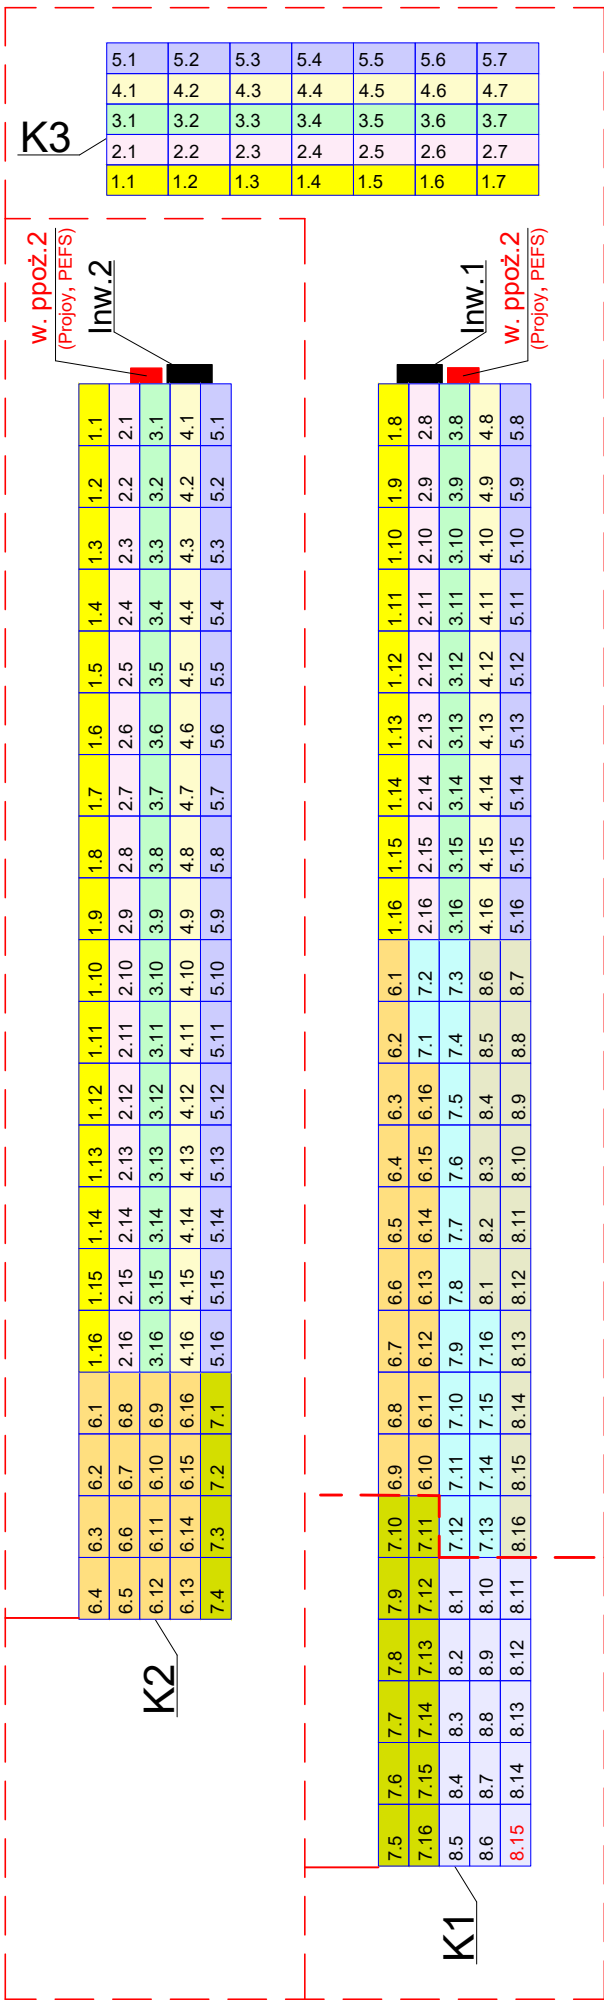 5.1 5.2 5.3 5.4 5.5 5.6 5.7
4.1 4.2 4.3 4.4 4.5 4.6 4.7
K3
3.1 3.2 3.3 3.4 3.5 3.6 3.7
2.1 2.2 2.3 2.4 2.5 2.6 2.7
1.1 1.2 1.3 1.4 1.5 1.6 1.7
w. ppoż.2
(Projoy, PEFS)
Inw.2
1.1 2.1 3.1 4.1 5.1
1.2 2.2 3.2 4.2 5.2
1.3 2.3 3.3 4.3 5.3
1.4 2.4 3.4 4.4 5.4
1.5 2.5 3.5 4.5 5.5
1.6 2.6 3.6 4.6 5.6
1.7 2.7 3.7 4.7 5.7
1.8 2.8 3.8 4.8 5.8
1.9 2.9 3.9 4.9 5.9
1.10 2.10 3.10 4.10 5.10
1.11 2.11 3.11 4.11 5.11
1.12 2.12 3.12 4.12 5.12
1.13 2.13 3.13 4.13 5.13
1.14 2.14 3.14 4.14 5.14
1.15 2.15 3.15 4.15 5.15
1.16 2.16 3.16 4.16 5.16
6.1 6.8 6.9 6.16 7.1
6.2 6.7 6.10 6.15 7.2
6.3 6.6 6.11 6.14 7.3
6.4 6.5 6.12 6.13 7.4
K2
Inw.1
w. ppoż.2
(Projoy, PEFS)
1.8 2.8 3.8 4.8 5.8
1.9 2.9 3.9 4.9 5.9
1.10 2.10 3.10 4.10 5.10
1.11 2.11 3.11 4.11 5.11
1.12 2.12 3.12 4.12 5.12
1.13 2.13 3.13 4.13 5.13
1.14 2.14 3.14 4.14 5.14
1.15 2.15 3.15 4.15 5.15
1.16 2.16 3.16 4.16 5.16
6.1 7.2 7.3 8.6 8.7
6.2 7.1 7.4 8.5 8.8
6.3 6.16 7.5 8.4 8.9
6.4 6.15 7.6 8.3 8.10
6.5 6.14 7.7 8.2 8.11
6.6 6.13 7.8 8.1 8.12
6.7 6.12 7.9 7.16 8.13
6.8 6.11 7.10 7.15 8.14
6.9 6.10 7.11 7.14 8.15
7.10 7.11 7.12 7.13 8.16
7.9 7.12 8.1 8.10 8.11
7.8 7.13 8.2 8.9 8.12
7.7 7.14 8.3 8.8 8.13
7.6 7.15 8.4 8.7 8.14
7.5 7.16 8.5 8.6 8.15
K1